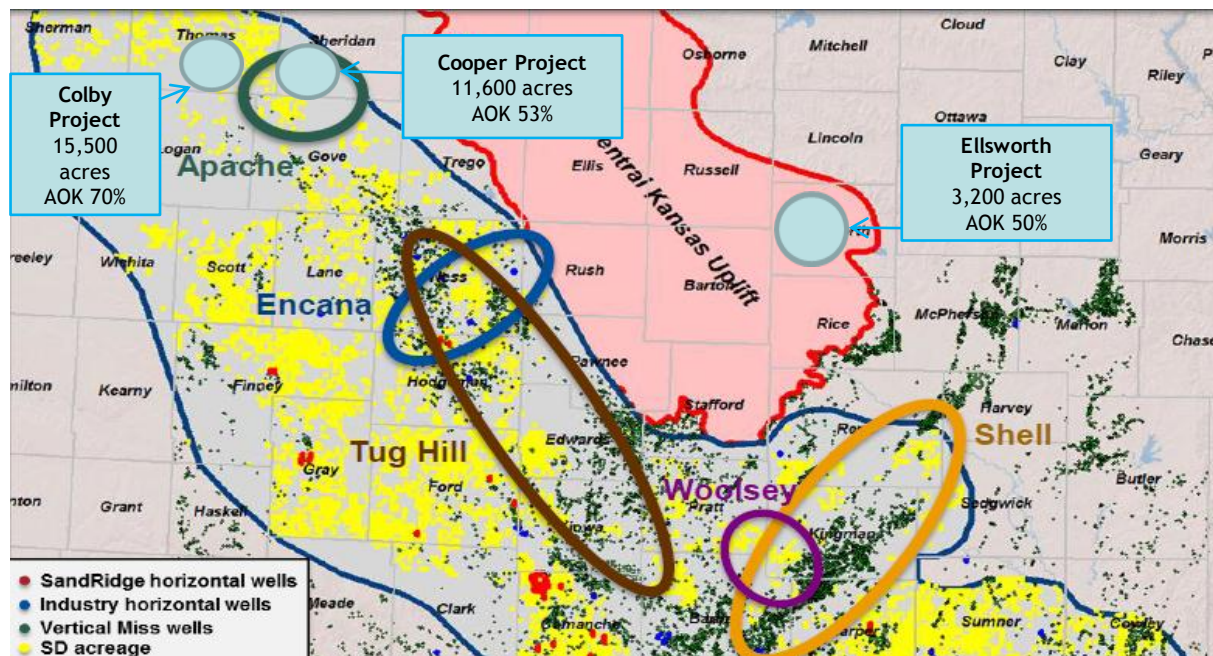 Sherman
Thomas
Sheridan
Osborne
Mitchell
Cloud
Clay
Riley
Colby
Project
15,500
acres
AOK 70%
Cooper Project
11,600 acres
AOK 53%
Ottawa
Lincoln
Geary
Ellsworth
Project
3,200 acres
AOK 50%
Logan
Apache
Gove
Trego
Ellis
Russell
Central Kansas Uplift
Morris
Wichita
Scott
Lane
Ness
Rush
Barton
Encana
Rice
McPherson
Marion
Chase
Pawnee
Kearny
Finney
Hodgeman
Stafford
Harvey
Shell
Edwards
Tug Hill
Gray
Ford
Woolsey
Pratt
Butler
Grant
Haskell
Sedgwick
Kiowa
Kingman
SandRidge horizontal wells
Industry horizontal wells
Vertical Miss wells
SD acreage
Meade
Clark
Comanche
Sumner
Cowley